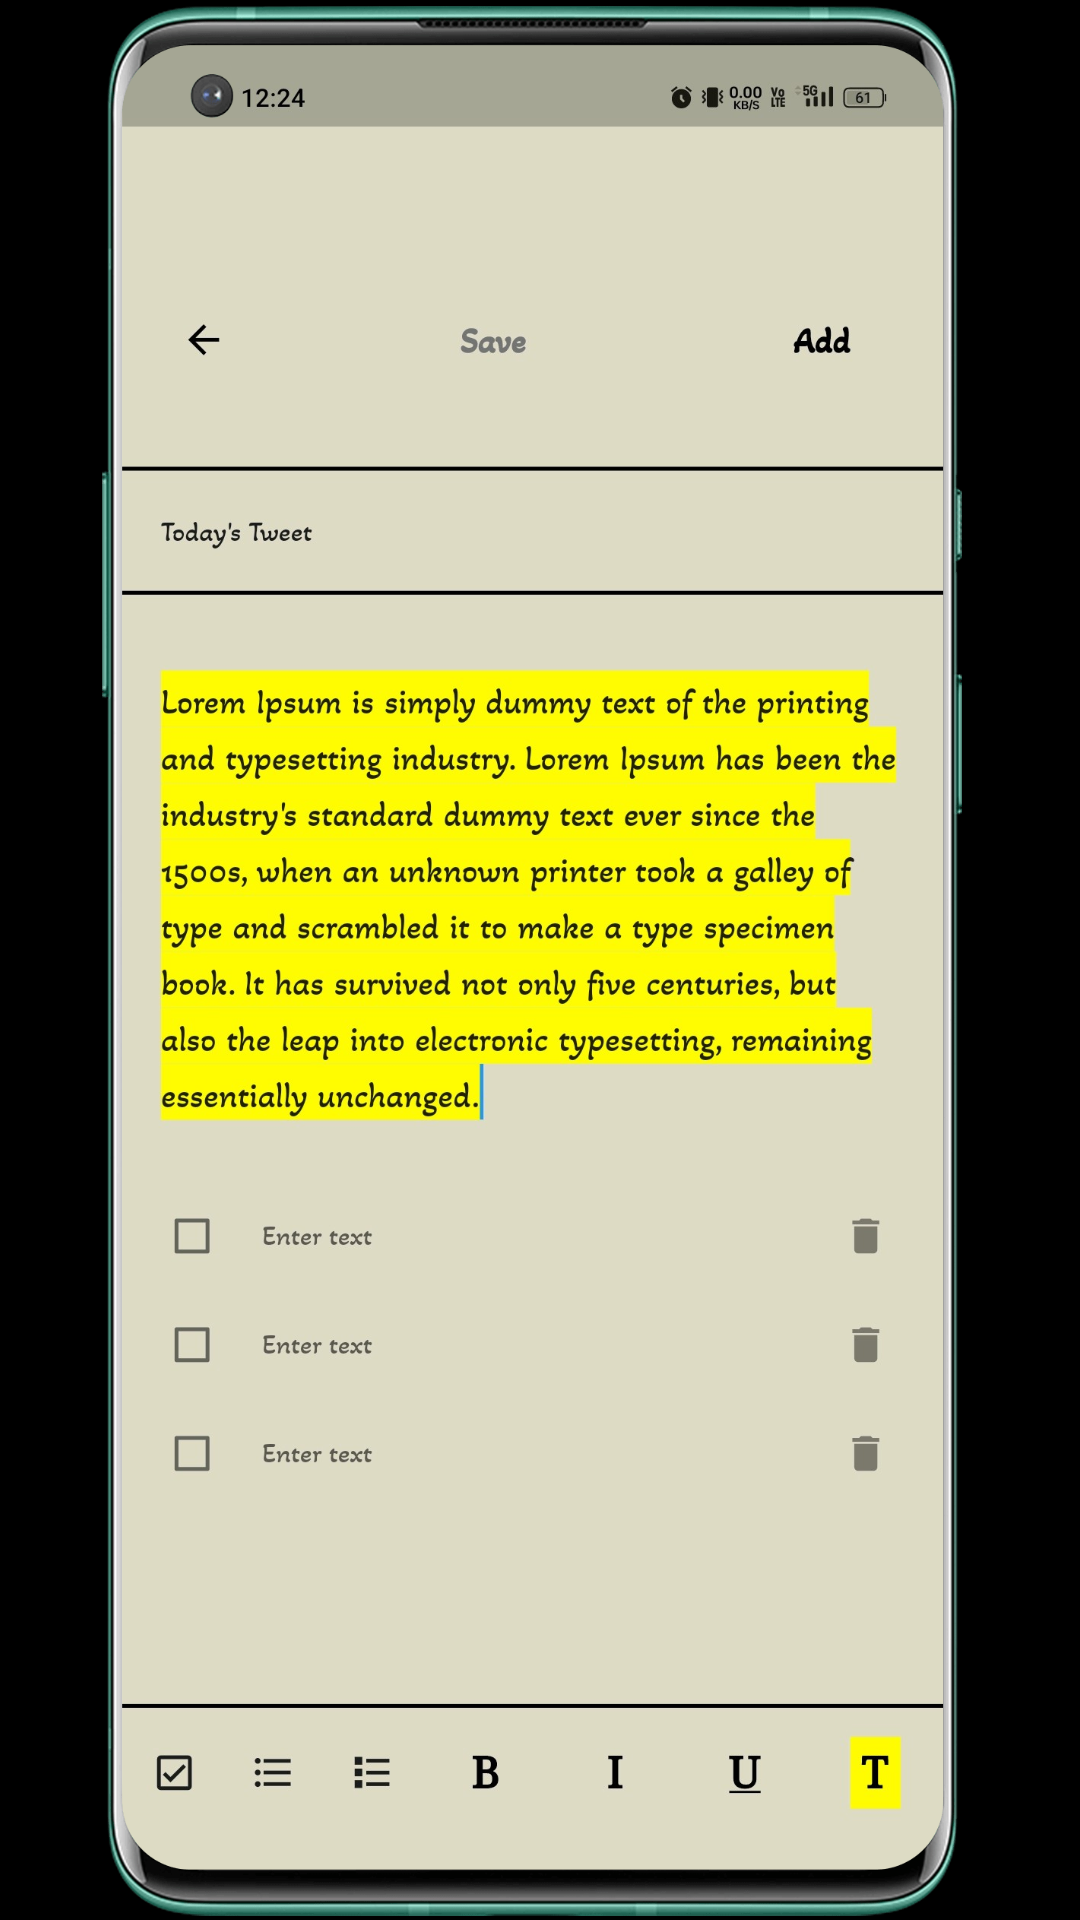 12:24 0.00 KB/S Vo LTE 5G 61
Save Add
Today's Tweet
Lorem Ipsum is simply dummy text of the printing
and typesetting industry. Lorem Ipsum has been the
industry's standard dummy text ever since the
1500s, when an unknown printer took a galley of
type and scrambled it to make a type specimen
book. It has survived not only five centuries, but
also the leap into electronic typesetting, remaining
essentially unchanged.
Enter text
Enter text
Enter text
B I U T